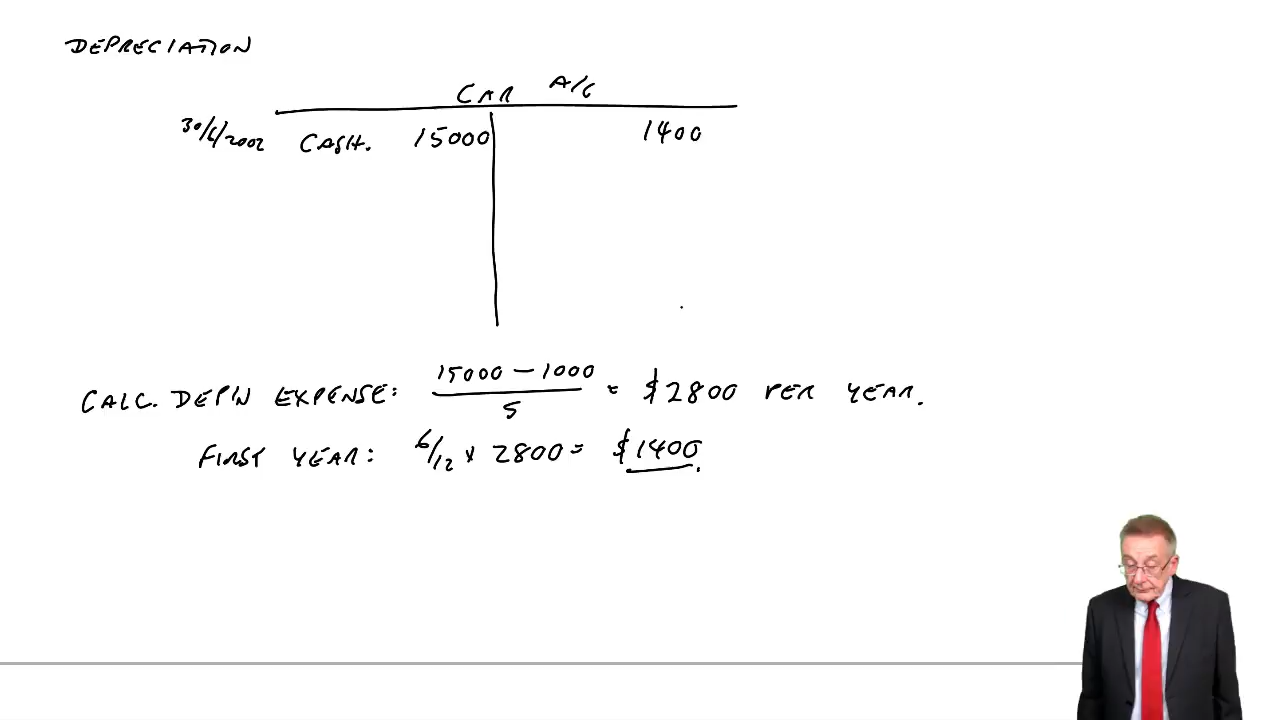 DEPRECIATION
CAR A/C
30/6/2002 CASH. 15000 1400
CALC. DEP'N EXPENSE: 15000 - 1000 / 5 = $2800 PER YEAR.
FIRST YEAR: 6/12 × 2800 = $1400.